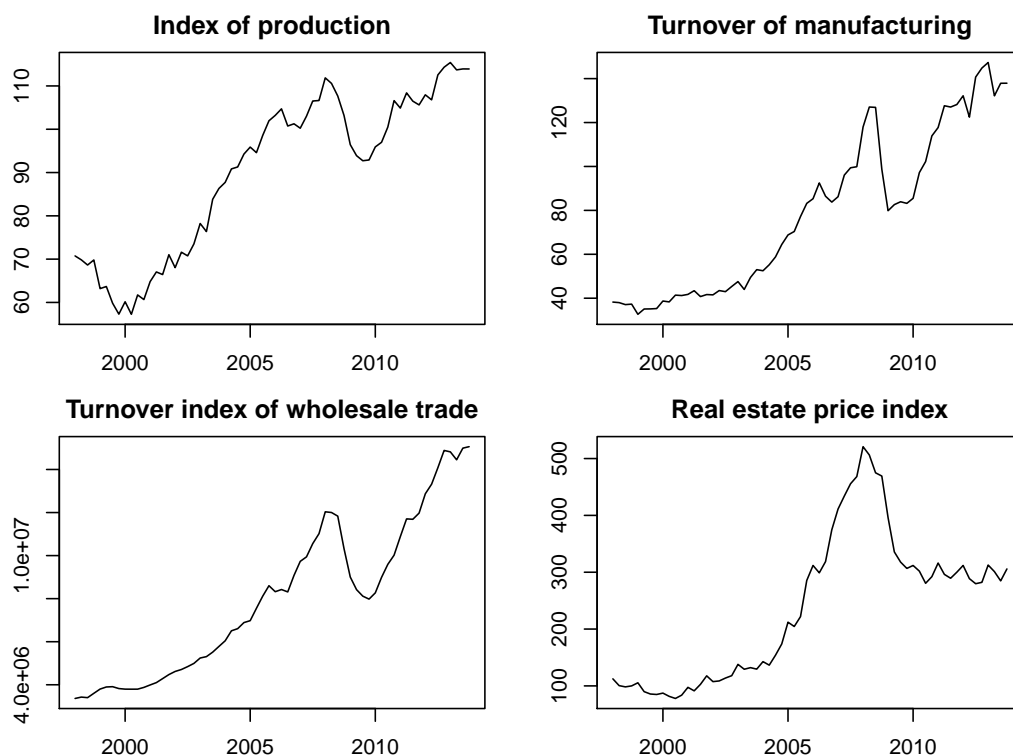 Index of production
110
90
80
70
60
2000 2005 2010
Turnover of manufacturing
120
80
60
40
2000 2005 2010
Turnover index of wholesale trade
1.0e+07
4.0e+06
2000 2005 2010
Real estate price index
500
400
300
200
100
2000 2005 2010